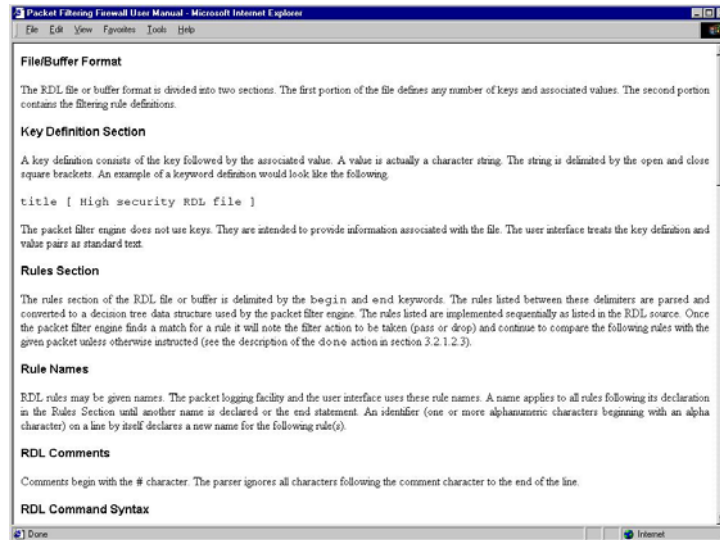 Packet Filtering Firewall User Manual - Microsoft Internet Explorer
File Edit View Favorites Tools Help
File/Buffer Format
The RDL file or buffer format is divided into two sections. The first portion of the file defines any number of keys and associated values. The second portion
contains the filtering rule definitions.
Key Definition Section
A key definition consists of the key followed by the associated value. A value is actually a character string. The string is delimited by the open and close
square brackets. An example of a keyword definition would look like the following.
title [ High security RDL file ]
The packet filter engine does not use keys. They are intended to provide information associated with the file. The user interface treats the key definition and
value pairs as standard text.
Rules Section
The rules section of the RDL file or buffer is delimited by the begin and end keywords. The rules listed between these delimiters are parsed and
converted to a decision tree data structure used by the packet filter engine. The rules listed are implemented sequentially as listed in the RDL source. Once
the packet filter engine finds a match for a rule it will note the filter action to be taken (pass or drop) and continue to compare the following rules with the
given packet unless otherwise instructed (see the description of the done action in section 3.2.1.2.3).
Rule Names
RDL rules may be given names. The packet logging facility and the user interface uses these rule names. A name applies to all rules following its declaration
in the Rules Section until another name is declared or the end statement. An identifier (one or more alphanumeric characters beginning with an alpha
character) on a line by itself declares a new name for the following rule(s).
RDL Comments
Comments begin with the # character. The parser ignores all characters following the comment character to the end of the line.
RDL Command Syntax
Done
Internet